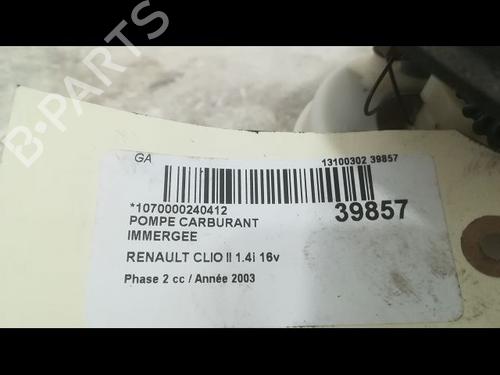 B-PARTS
GA
13100302 39857
*1070000240412
39857
POMPE CARBURANT
IMMERGEE
RENAULT CLIO II 1.4i 16v
Phase 2 cc / Année 2003